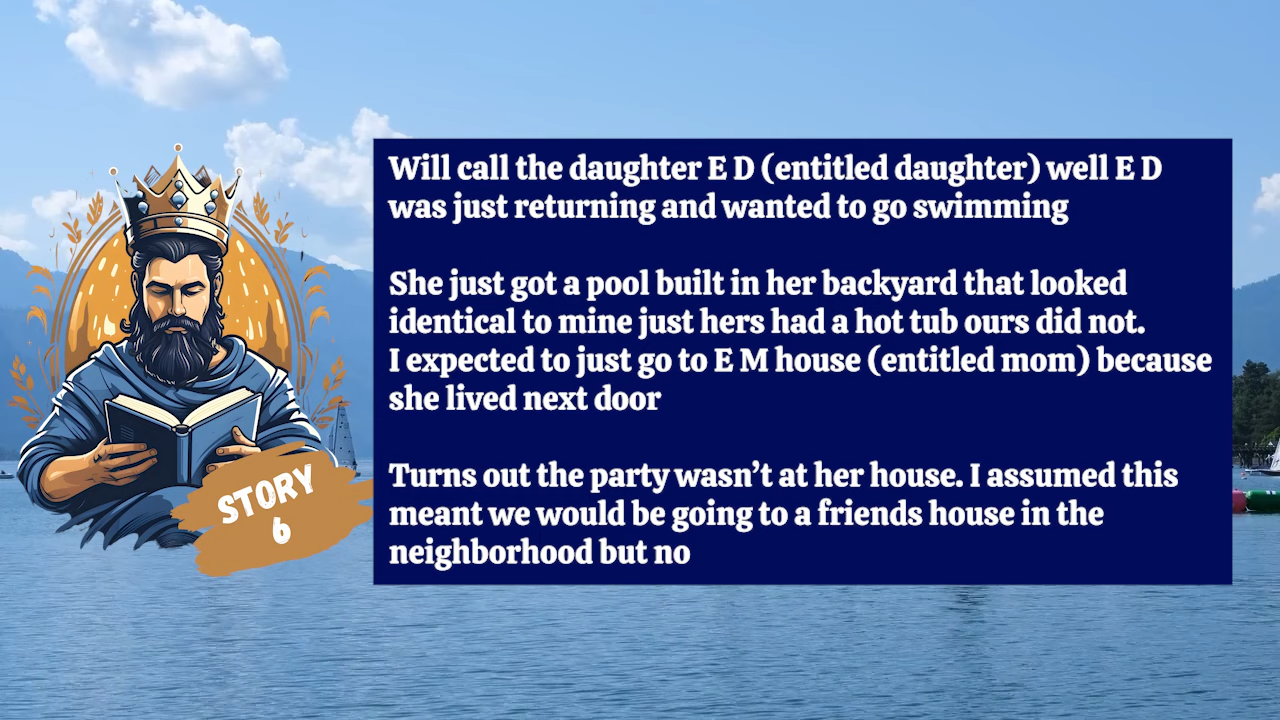 Will call the daughter E D (entitled daughter) well E D
was just returning and wanted to go swimming
She just got a pool built in her backyard that looked
identical to mine just hers had a hot tub ours did not.
I expected to just go to E M house (entitled mom) because
she lived next door
Turns out the party wasn't at her house. I assumed this
meant we would be going to a friends house in the
neighborhood but no
STORY
6